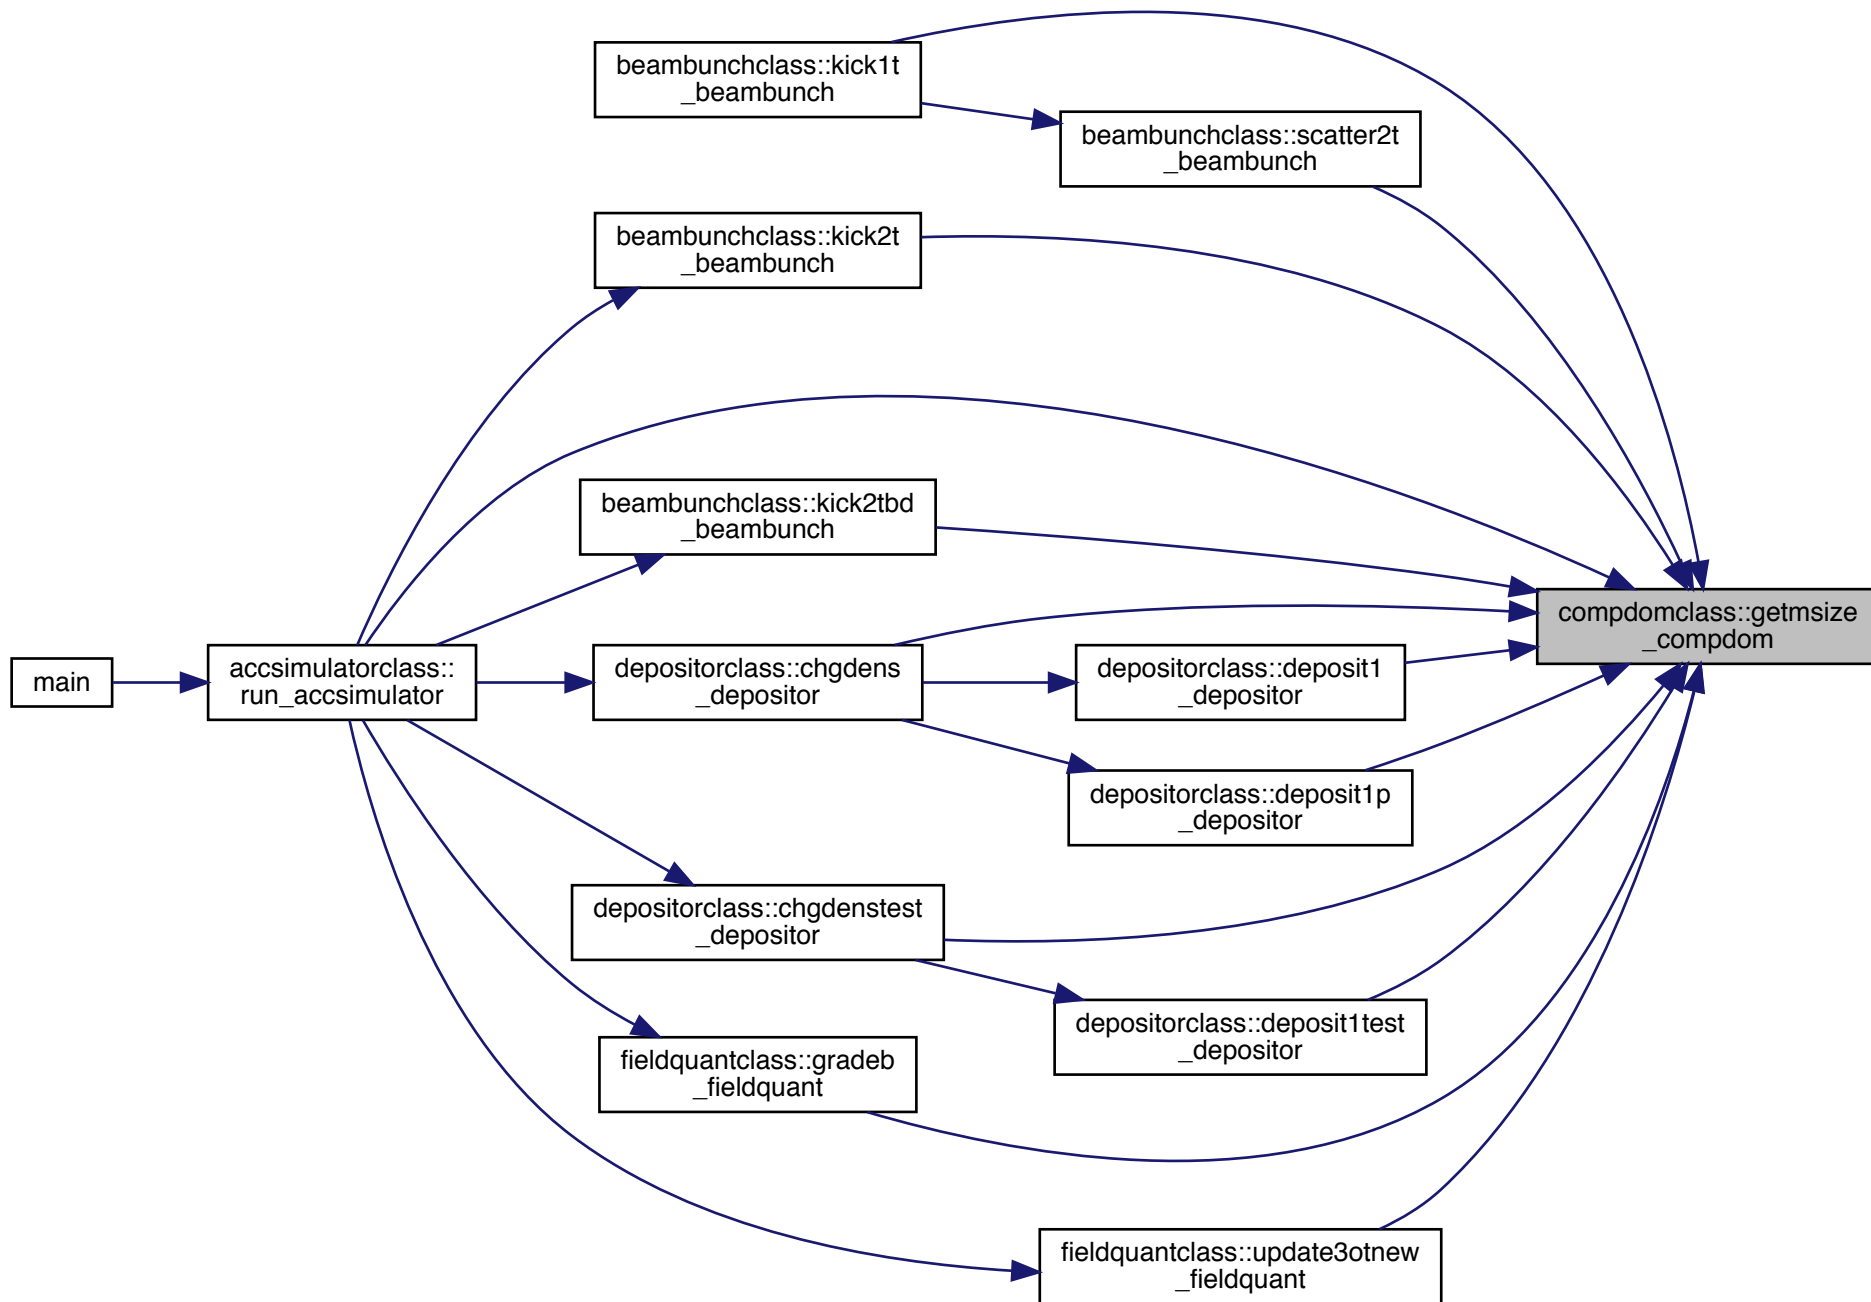 beambunchclass::kick1t
_beambunch
beambunchclass::scatter2t
_beambunch
beambunchclass::kick2t
_beambunch
beambunchclass::kick2tbd
_beambunch
compdomclass::getmsize
_compdom
main
accsimulatorclass::
run_accsimulator
depositorclass::chgdens
_depositor
depositorclass::deposit1
_depositor
depositorclass::deposit1p
_depositor
depositorclass::chgdenstest
_depositor
depositorclass::deposit1test
_depositor
fieldquantclass::gradeb
_fieldquant
fieldquantclass::update3otnew
_fieldquant